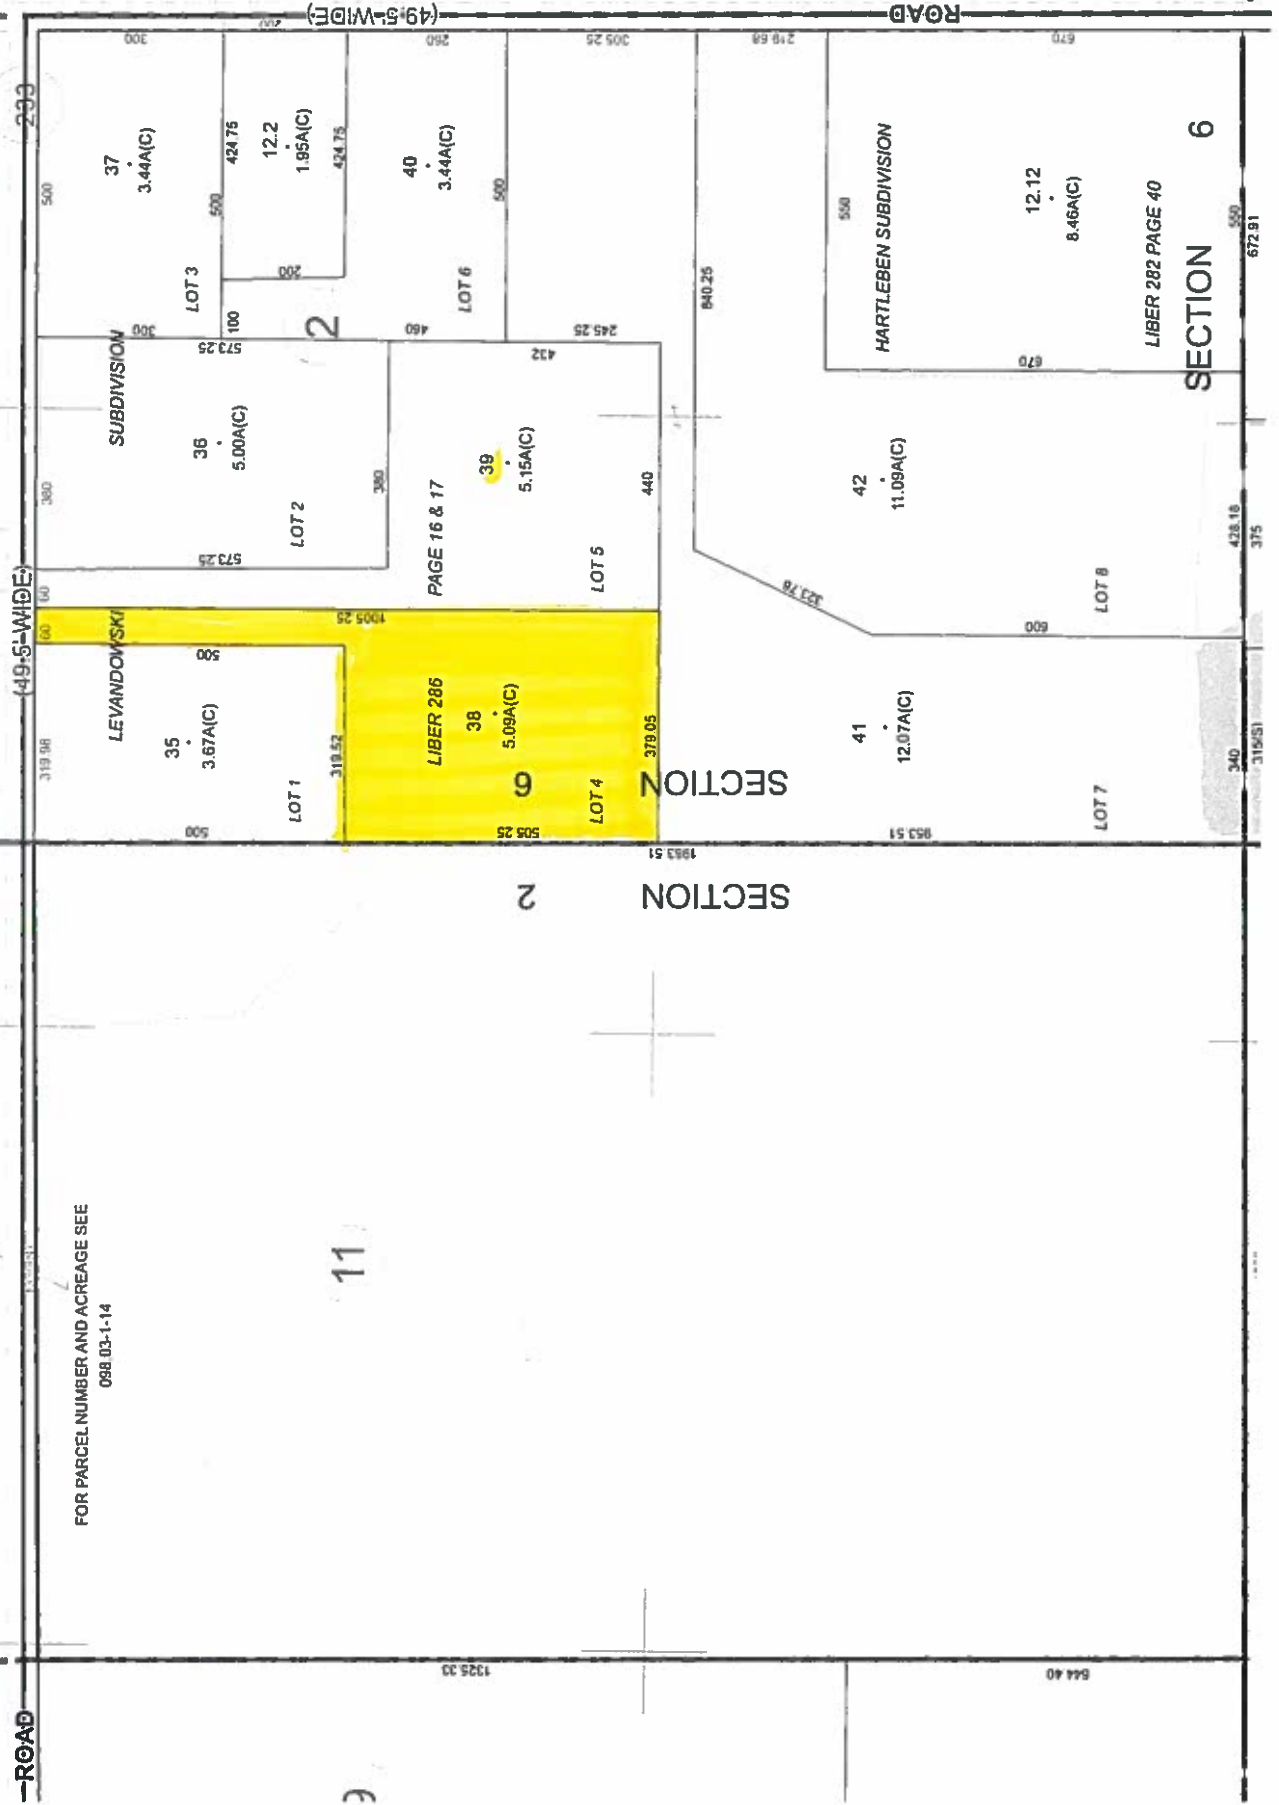 ROAD
(49.5'-WIDE)
233
(49.5-WIDE)
ROAD
319.98
60
60
380
500
300
200
260
305.25
219.68
670
LEVANDOWSKI
SUBDIVISION
35
3.67A(C)
500
500
LOT 1
319.52
36
5.00A(C)
573.25
573.25
LOT 2
380
37
3.44A(C)
300
500
LOT 3
12.2
1.95A(C)
424.75
424.75
200
100
2
40
3.44A(C)
460
500
LOT 6
245.25
LIBER 286
PAGE 16 & 17
38
5.09A(C)
1005.25
505.25
379.05
LOT 4
39
5.15A(C)
432
440
LOT 5
SECTION 6
SECTION 2
1953.51
840.25
323.78
41
12.07A(C)
953.51
600
LOT 7
340
315(S)
42
11.09A(C)
LOT 8
428.18
375
HARTLEBEN SUBDIVISION
550
670
12.12
8.46A(C)
LIBER 282 PAGE 40
550
672.91
SECTION 6
FOR PARCEL NUMBER AND ACREAGE SEE
098.03-1-14
11
1325.33
644.40
9